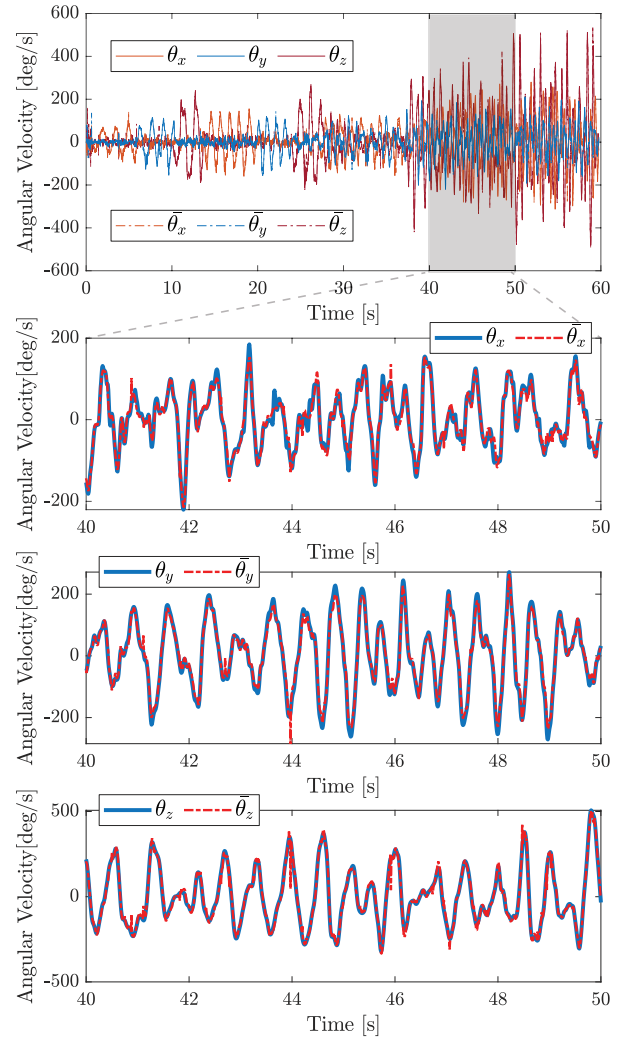 600
400
200
0
-200
-400
-600
Angular Velocity [deg/s]
θx θy θz
θ̄x θ̄y θ̄z
0 10 20 30 40 50 60
Time [s]
200
0
-200
Angular Velocity[deg/s]
θx θ̄x
40 42 44 46 48 50
Time [s]
200
0
-200
Angular Velocity[deg/s]
θy θ̄y
40 42 44 46 48 50
Time [s]
500
0
-500
Angular Velocity[deg/s]
θz θ̄z
40 42 44 46 48 50
Time [s]